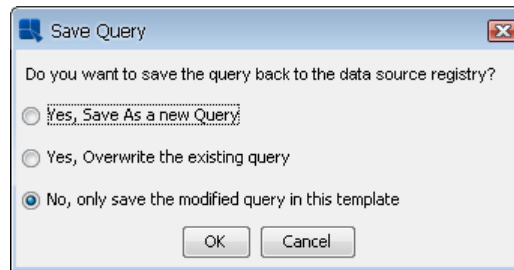 Save Query
Do you want to save the query back to the data source registry?
Yes, Save As a new Query
Yes, Overwrite the existing query
No, only save the modified query in this template
OK
Cancel